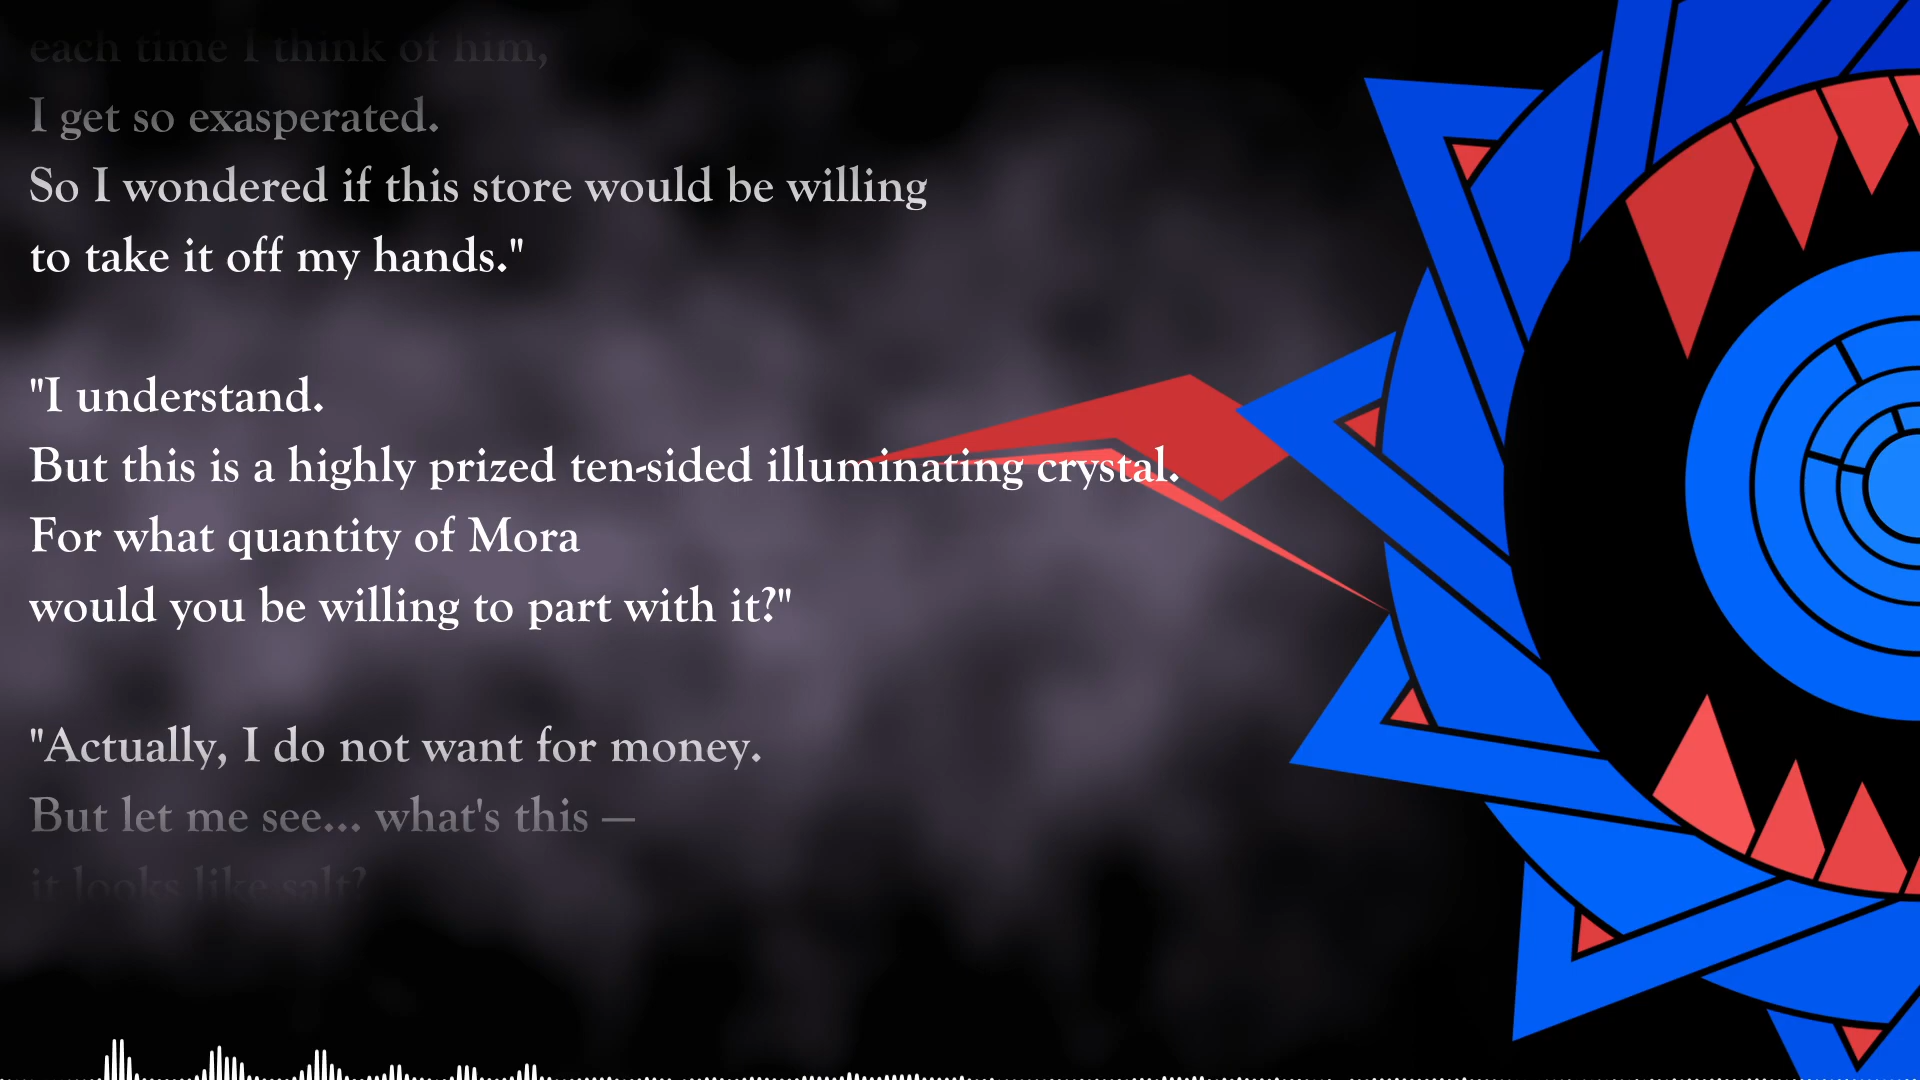 each time I think of him,
I get so exasperated.
So I wondered if this store would be willing
to take it off my hands."
"I understand.
But this is a highly prized ten-sided illuminating crystal.
For what quantity of Mora
would you be willing to part with it?"
"Actually, I do not want for money.
But let me see... what's this —
it looks like salt?